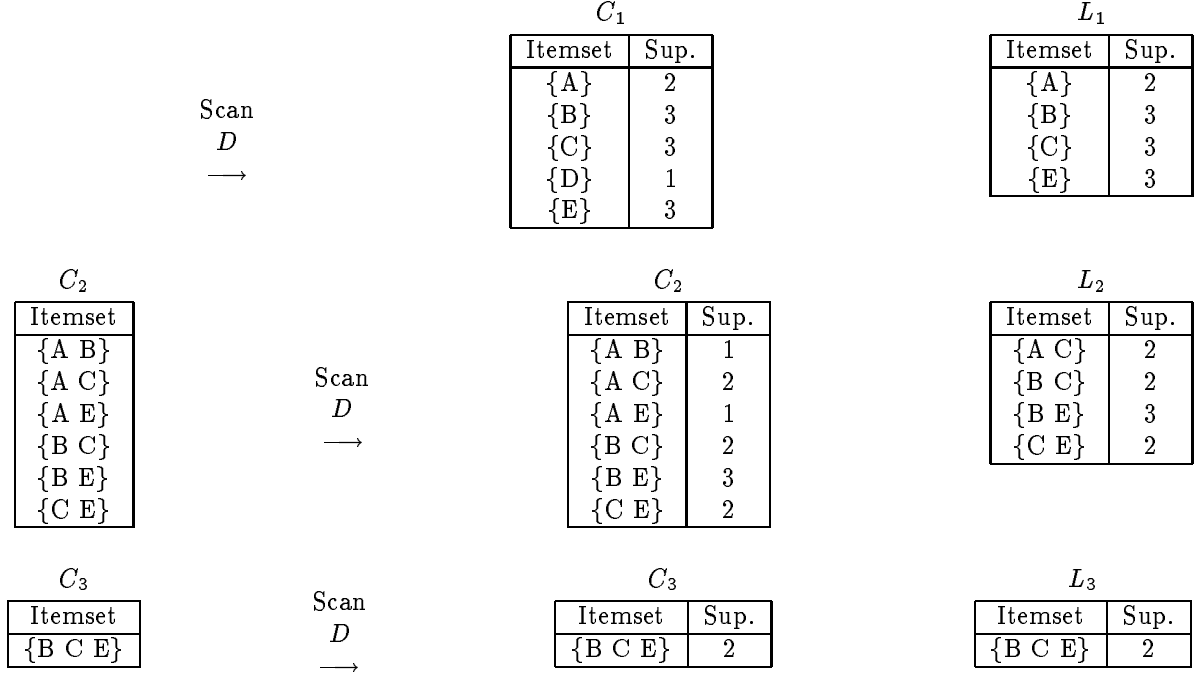 C₁ L₁
Itemset Sup. Itemset Sup.
{A} 2 {A} 2
Scan {B} 3 {B} 3
D {C} 3 {C} 3
⟶ {D} 1 {E} 3
{E} 3
C₂ C₂ L₂
Itemset Itemset Sup. Itemset Sup.
{A B} {A B} 1 {A C} 2
{A C} Scan {A C} 2 {B C} 2
{A E} D {A E} 1 {B E} 3
{B C} ⟶ {B C} 2 {C E} 2
{B E} {B E} 3
{C E} {C E} 2
C₃ C₃ L₃
Itemset Scan Itemset Sup. Itemset Sup.
{B C E} D {B C E} 2 {B C E} 2
⟶